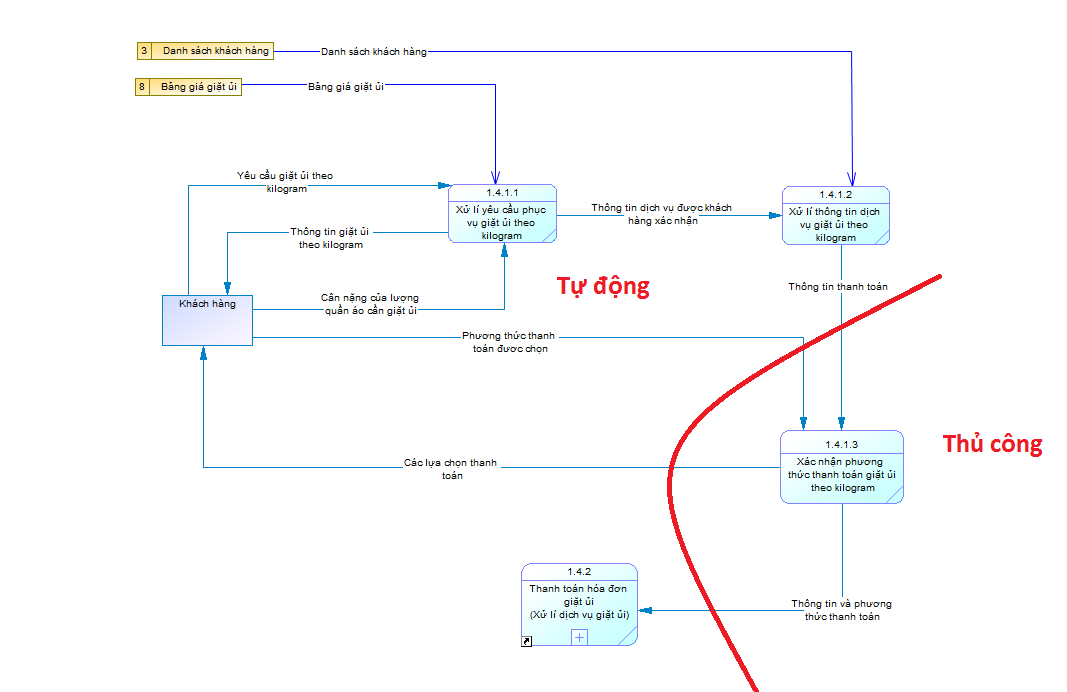 3 Danh sách khách hàng
Danh sách khách hàng
8 Bảng giá giặt ủi
Bảng giá giặt ủi
Yêu cầu giặt ủi theo
kilogram
1.4.1.1
Xử lí yêu cầu phục
vụ giặt ủi theo
kilogram
Thông tin dịch vụ được khách
hàng xác nhận
1.4.1.2
Xử lí thông tin dịch
vụ giặt ủi theo
kilogram
Thông tin giặt ủi
theo kilogram
Tự động
Thông tin thanh toán
Khách hàng
Cân nặng của lượng
quần áo cần giặt ủi
Phương thức thanh
toán được chọn
Thủ công
1.4.1.3
Xác nhận phương
thức thanh toán giặt ủi
theo kilogram
Các lựa chọn thanh
toán
1.4.2
Thanh toán hóa đơn
giặt ủi
(Xử lí dịch vụ giặt ủi)
Thông tin và phương
thức thanh toán